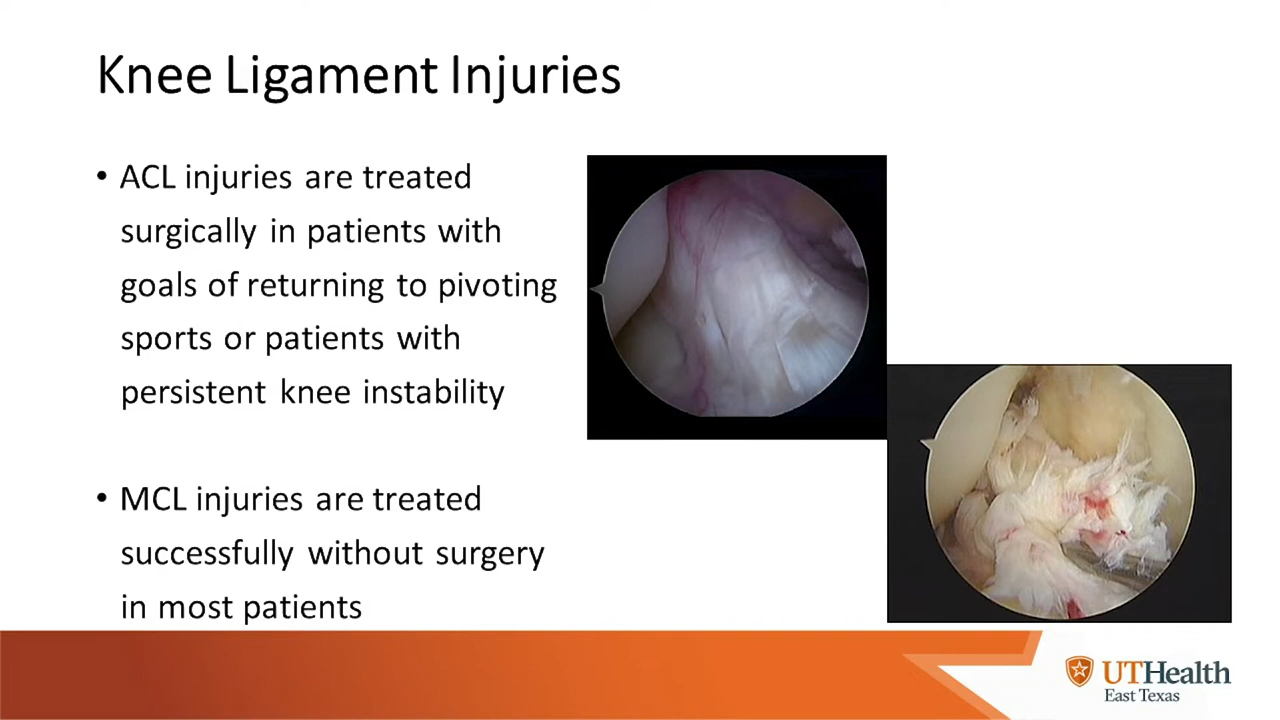 Knee Ligament Injuries
• ACL injuries are treated
surgically in patients with
goals of returning to pivoting
sports or patients with
persistent knee instability
• MCL injuries are treated
successfully without surgery
in most patients
UTHealth
East Texas